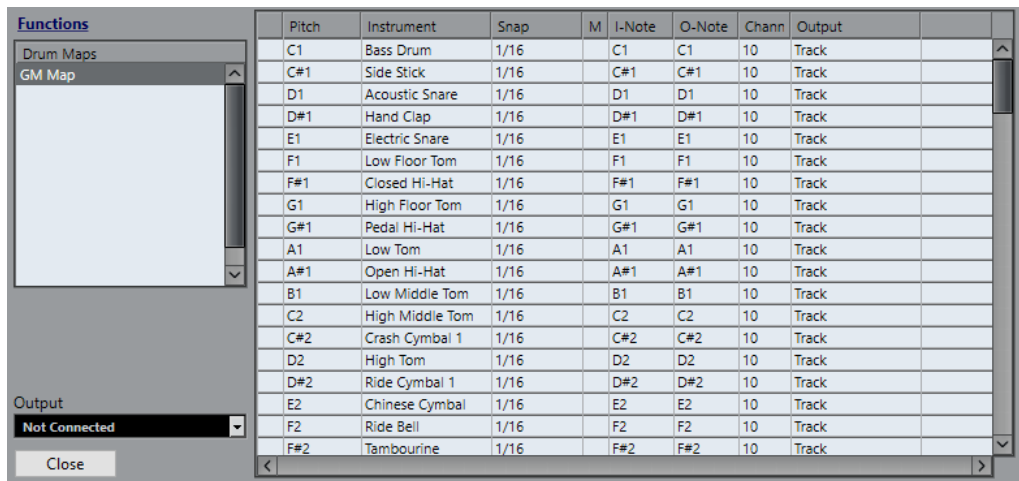 Functions
Drum Maps
GM Map
Pitch Instrument Snap M I-Note O-Note Chann Output
C1 Bass Drum 1/16 C1 C1 10 Track
C#1 Side Stick 1/16 C#1 C#1 10 Track
D1 Acoustic Snare 1/16 D1 D1 10 Track
D#1 Hand Clap 1/16 D#1 D#1 10 Track
E1 Electric Snare 1/16 E1 E1 10 Track
F1 Low Floor Tom 1/16 F1 F1 10 Track
F#1 Closed Hi-Hat 1/16 F#1 F#1 10 Track
G1 High Floor Tom 1/16 G1 G1 10 Track
G#1 Pedal Hi-Hat 1/16 G#1 G#1 10 Track
A1 Low Tom 1/16 A1 A1 10 Track
A#1 Open Hi-Hat 1/16 A#1 A#1 10 Track
B1 Low Middle Tom 1/16 B1 B1 10 Track
C2 High Middle Tom 1/16 C2 C2 10 Track
C#2 Crash Cymbal 1 1/16 C#2 C#2 10 Track
D2 High Tom 1/16 D2 D2 10 Track
D#2 Ride Cymbal 1 1/16 D#2 D#2 10 Track
E2 Chinese Cymbal 1/16 E2 E2 10 Track
F2 Ride Bell 1/16 F2 F2 10 Track
F#2 Tambourine 1/16 F#2 F#2 10 Track
Output
Not Connected
Close